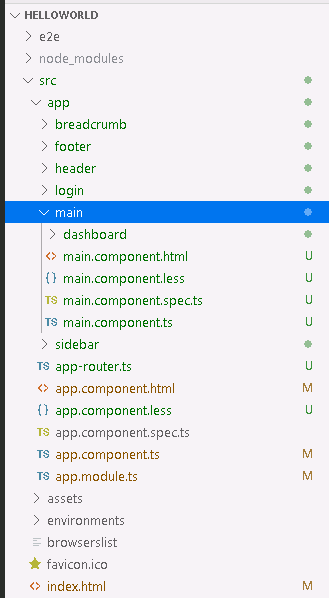 HELLOWORLD
e2e
node_modules
src
app
breadcrumb
footer
header
login
main
dashboard
<> main.component.html U
{} main.component.less U
TS main.component.spec.ts U
TS main.component.ts U
sidebar
TS app-router.ts U
<> app.component.html M
{} app.component.less U
TS app.component.spec.ts
TS app.component.ts M
TS app.module.ts M
assets
environments
browserslist
favicon.ico
<> index.html M